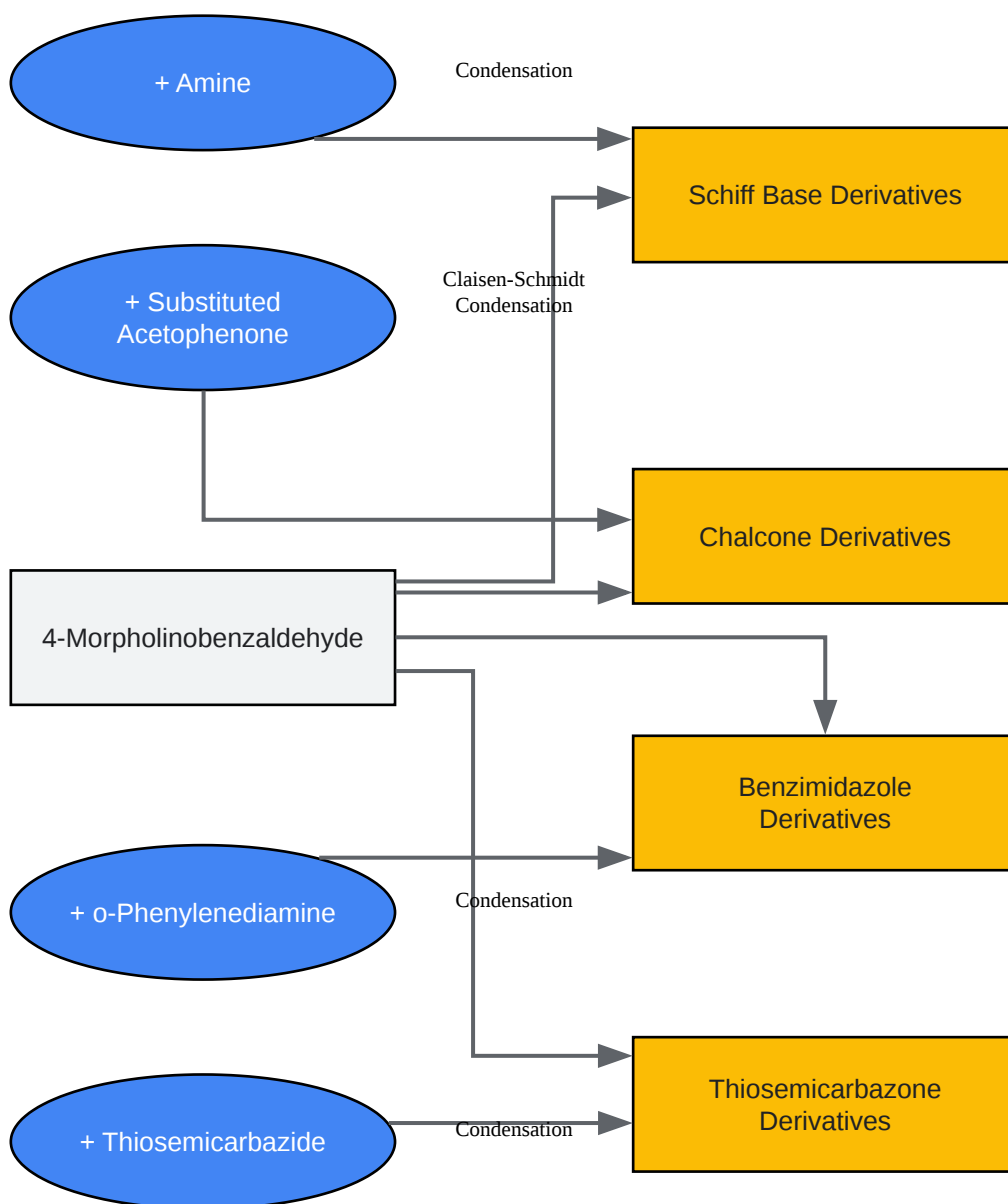 + Amine
Condensation
Schiff Base Derivatives
+ Substituted
Acetophenone
Claisen-Schmidt
Condensation
Chalcone Derivatives
4-Morpholinobenzaldehyde
Benzimidazole
Derivatives
+ o-Phenylenediamine
Condensation
Thiosemicarbazone
Derivatives
+ Thiosemicarbazide
Condensation